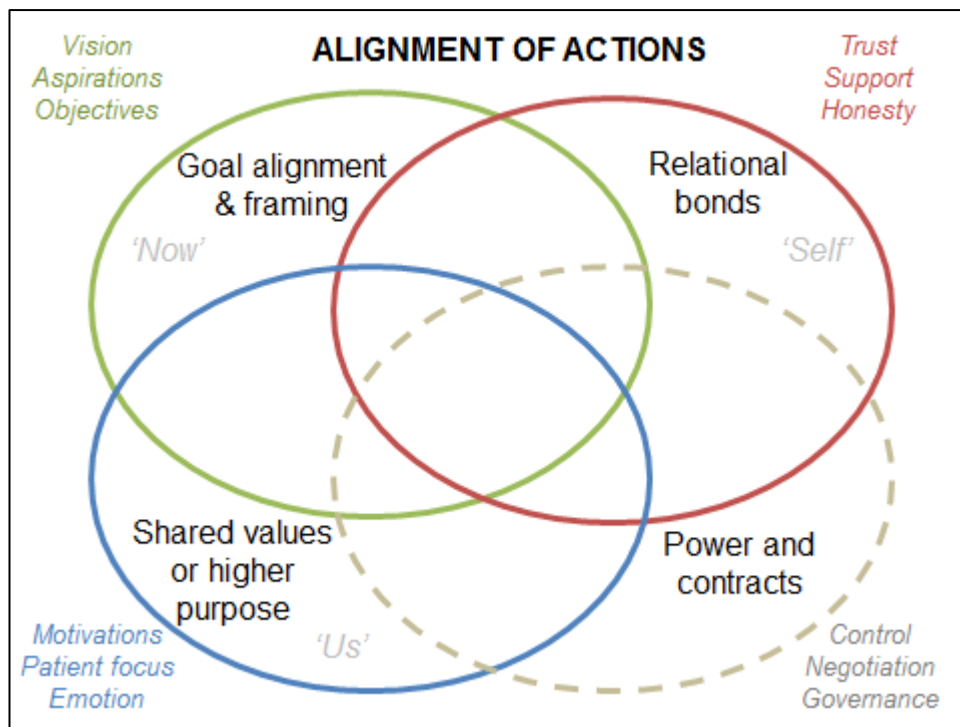 Vision
Aspirations
Objectives
ALIGNMENT OF ACTIONS
Trust
Support
Honesty
Goal alignment
& framing
‘Now’
Relational
bonds
‘Self’
Shared values
or higher
purpose
‘Us’
Power and
contracts
Motivations
Patient focus
Emotion
Control
Negotiation
Governance